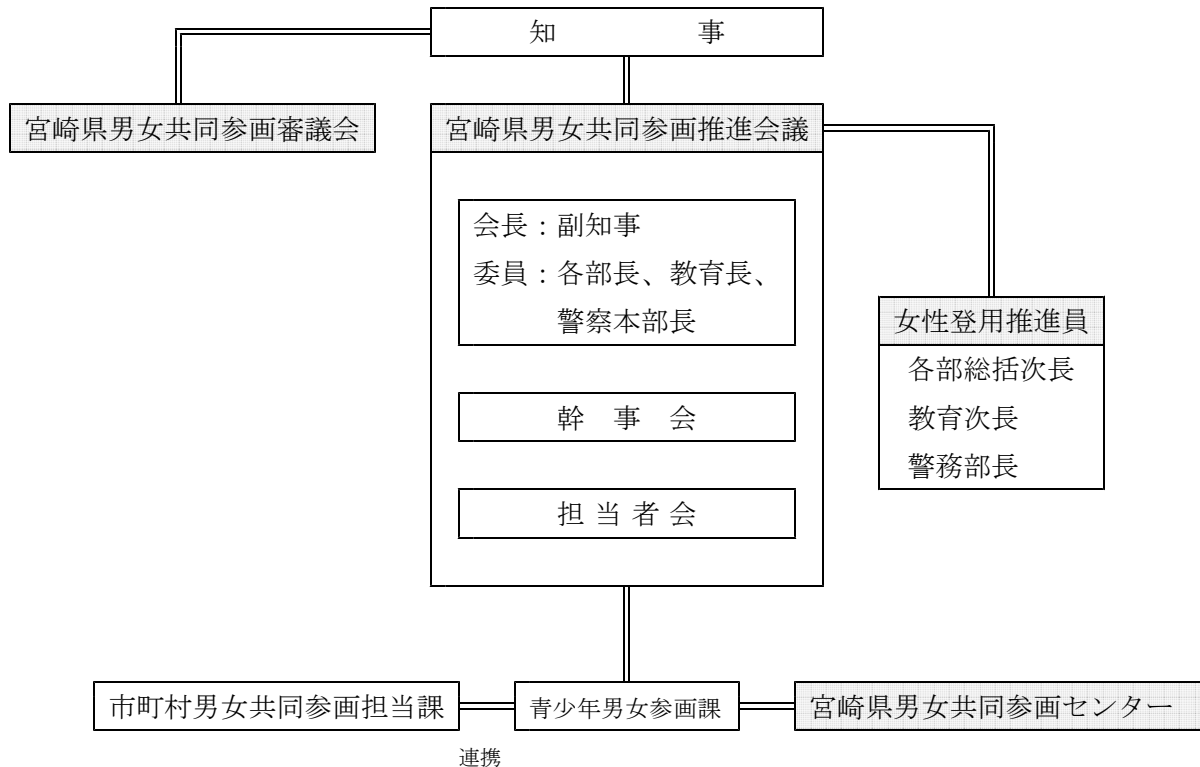 知　　　　　事
宮崎県男女共同参画審議会
宮崎県男女共同参画推進会議
会長：副知事
委員：各部長、教育長、
警察本部長
女性登用推進員
各部総括次長
教育次長
警務部長
幹　事　会
担 当 者 会
市町村男女共同参画担当課
青少年男女参画課
宮崎県男女共同参画センター
連携